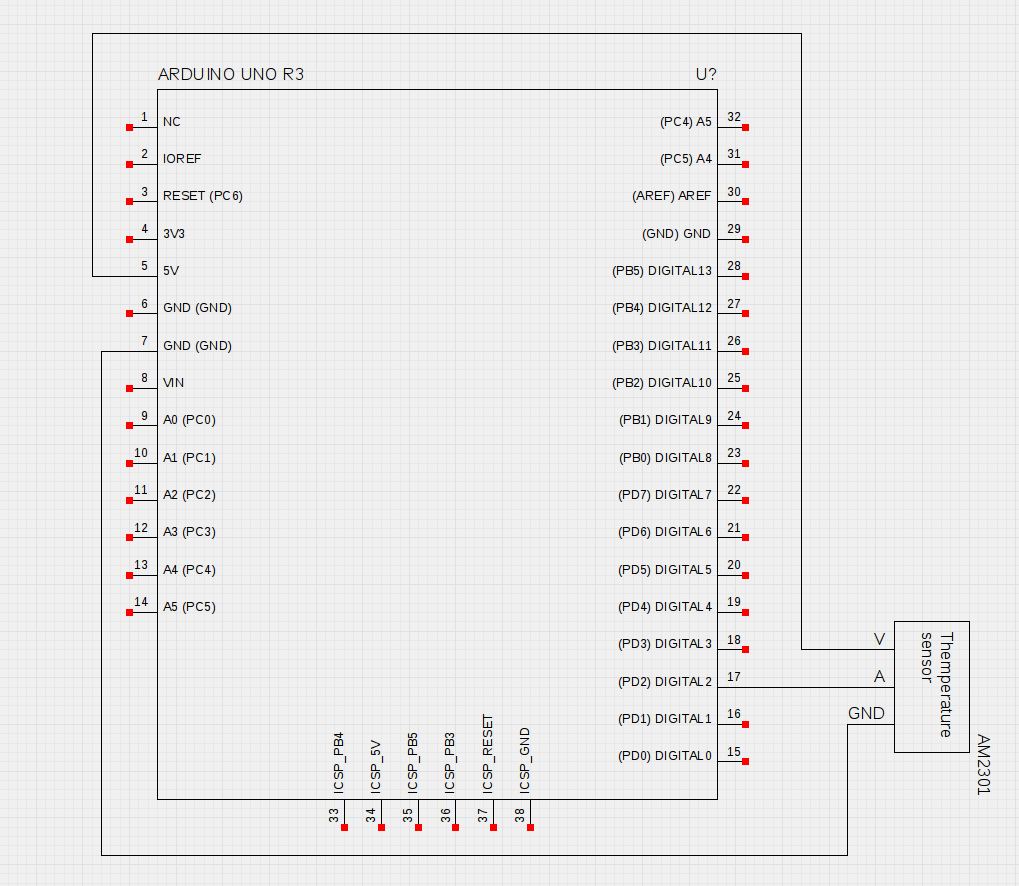 ARDUINO UNO R3
U?
1 NC
2 IOREF
3 RESET (PC6)
4 3V3
5 5V
6 GND (GND)
7 GND (GND)
8 VIN
9 A0 (PC0)
10 A1 (PC1)
11 A2 (PC2)
12 A3 (PC3)
13 A4 (PC4)
14 A5 (PC5)
(PC4) A5 32
(PC5) A4 31
(AREF) AREF 30
(GND) GND 29
(PB5) DIGITAL13 28
(PB4) DIGITAL12 27
(PB3) DIGITAL11 26
(PB2) DIGITAL10 25
(PB1) DIGITAL9 24
(PB0) DIGITAL8 23
(PD7) DIGITAL7 22
(PD6) DIGITAL6 21
(PD5) DIGITAL5 20
(PD4) DIGITAL4 19
(PD3) DIGITAL3 18
(PD2) DIGITAL2 17
(PD1) DIGITAL1 16
(PD0) DIGITAL0 15
33 ICSP_PB4
34 ICSP_5V
35 ICSP_PB5
36 ICSP_PB3
37 ICSP_RESET
38 ICSP_GND
V
A
GND
Themperature
sensor
AM2301